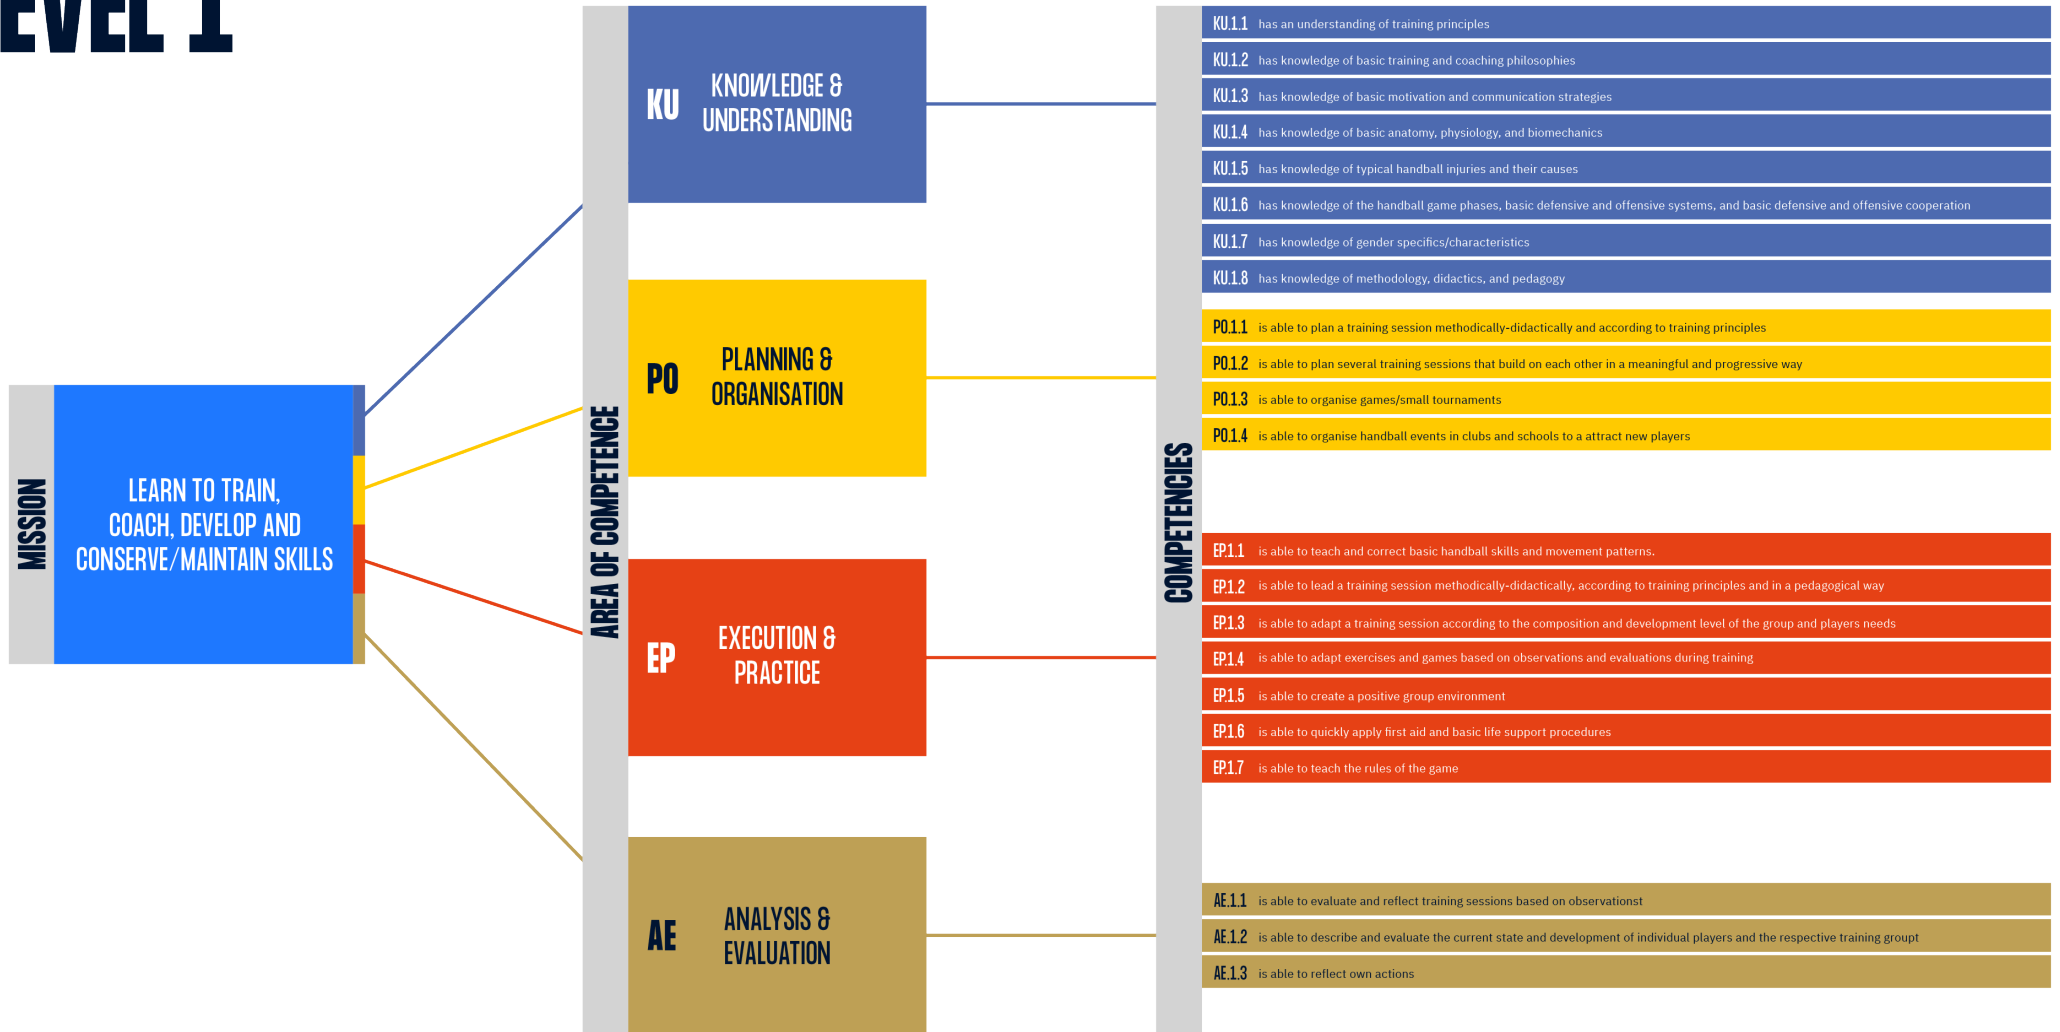 EVEL 1
MISSION
LEARN TO TRAIN,
COACH, DEVELOP AND
CONSERVE/MAINTAIN SKILLS
AREA OF COMPETENCE
KU
KNOWLEDGE &
UNDERSTANDING
PO
PLANNING &
ORGANISATION
EP
EXECUTION &
PRACTICE
AE
ANALYSIS &
EVALUATION
COMPETENCIES
KU.1.1 has an understanding of training principles
KU.1.2 has knowledge of basic training and coaching philosophies
KU.1.3 has knowledge of basic motivation and communication strategies
KU.1.4 has knowledge of basic anatomy, physiology, and biomechanics
KU.1.5 has knowledge of typical handball injuries and their causes
KU.1.6 has knowledge of the handball game phases, basic defensive and offensive systems, and basic defensive and offensive cooperation
KU.1.7 has knowledge of gender specifics/characteristics
KU.1.8 has knowledge of methodology, didactics, and pedagogy
PO.1.1 is able to plan a training session methodically-didactically and according to training principles
PO.1.2 is able to plan several training sessions that build on each other in a meaningful and progressive way
PO.1.3 is able to organise games/small tournaments
PO.1.4 is able to organise handball events in clubs and schools to a attract new players
EP.1.1 is able to teach and correct basic handball skills and movement patterns.
EP.1.2 is able to lead a training session methodically-didactically, according to training principles and in a pedagogical way
EP.1.3 is able to adapt a training session according to the composition and development level of the group and players needs
EP.1.4 is able to adapt exercises and games based on observations and evaluations during training
EP.1.5 is able to create a positive group environment
EP.1.6 is able to quickly apply first aid and basic life support procedures
EP.1.7 is able to teach the rules of the game
AE.1.1 is able to evaluate and reflect training sessions based on observationst
AE.1.2 is able to describe and evaluate the current state and development of individual players and the respective training groupt
AE.1.3 is able to reflect own actions